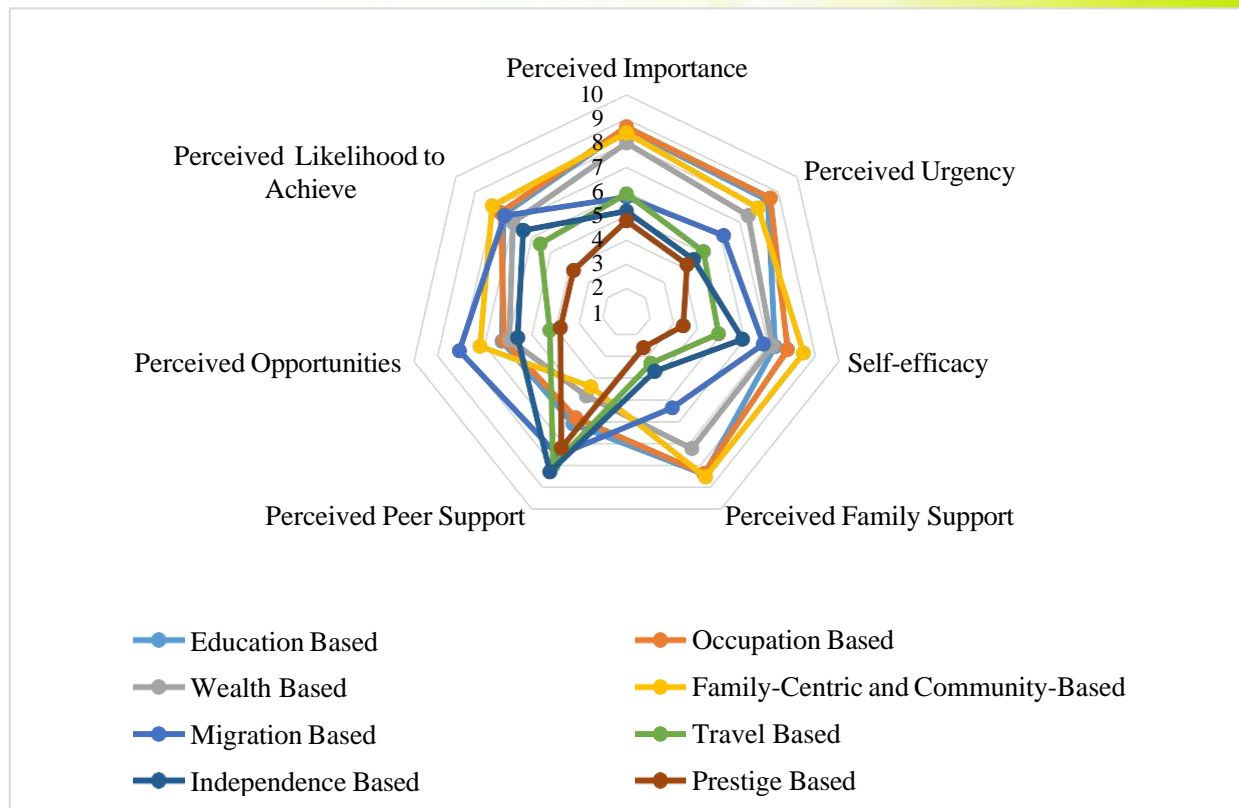 Perceived Importance
10
9
8
7
6
5
4
3
2
1
Perceived Likelihood to
Achieve
Perceived Urgency
Perceived Opportunities
Self-efficacy
Perceived Peer Support
Perceived Family Support
Education Based
Occupation Based
Wealth Based
Family-Centric and Community-Based
Migration Based
Travel Based
Independence Based
Prestige Based